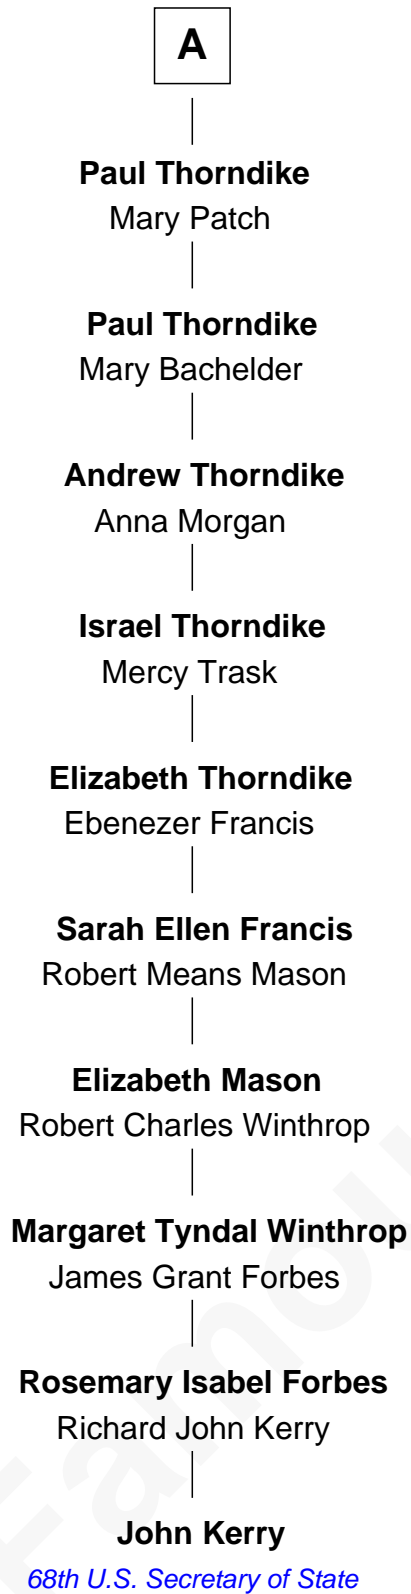 A
Paul Thorndike
Mary Patch
Paul Thorndike
Mary Bachelder
Andrew Thorndike
Anna Morgan
Israel Thorndike
Mercy Trask
Elizabeth Thorndike
Ebenezer Francis
Sarah Ellen Francis
Robert Means Mason
Elizabeth Mason
Robert Charles Winthrop
Margaret Tyndal Winthrop
James Grant Forbes
Rosemary Isabel Forbes
Richard John Kerry
John Kerry
68th U.S. Secretary of State